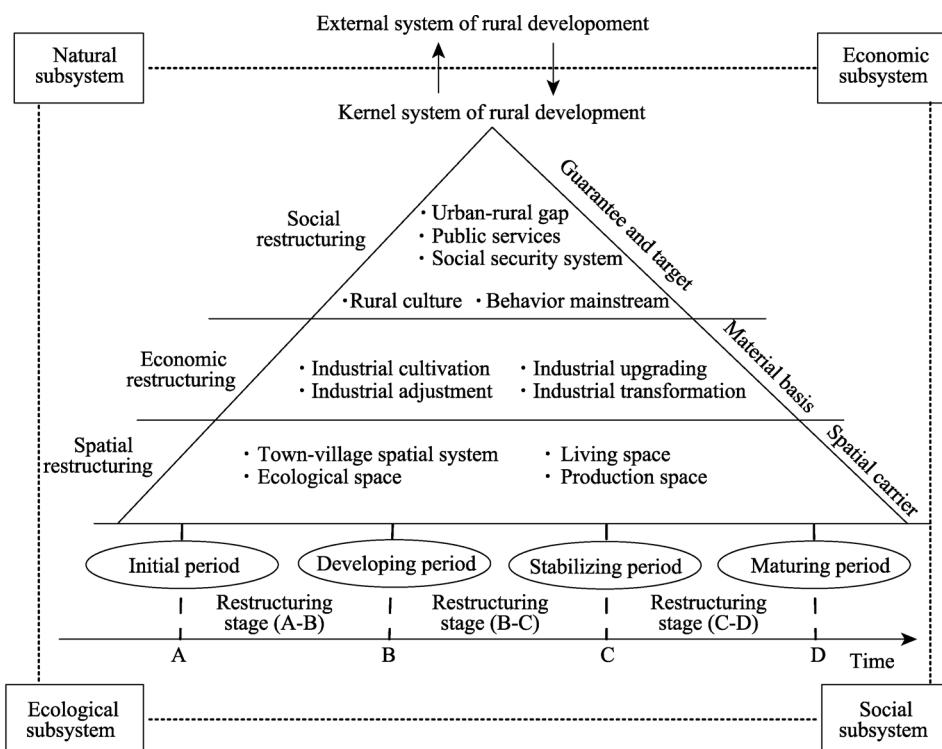 External system of rural developoment
Natural
subsystem
Economic
subsystem
Kernel system of rural development
Guarantee and target
Social
restructuring
· Urban-rural gap
· Public services
· Social security system
·Rural culture · Behavior mainstream
Material basis
Economic
restructuring
· Industrial cultivation · Industrial upgrading
· Industrial adjustment · Industrial transformation
Spatial carrier
Spatial
restructuring
· Town-village spatial system · Living space
· Ecological space · Production space
Initial period Developing period Stabilizing period Maturing period
Restructuring
stage (A-B)
Restructuring
stage (B-C)
Restructuring
stage (C-D)
A B C D Time
Ecological
subsystem
Social
subsystem